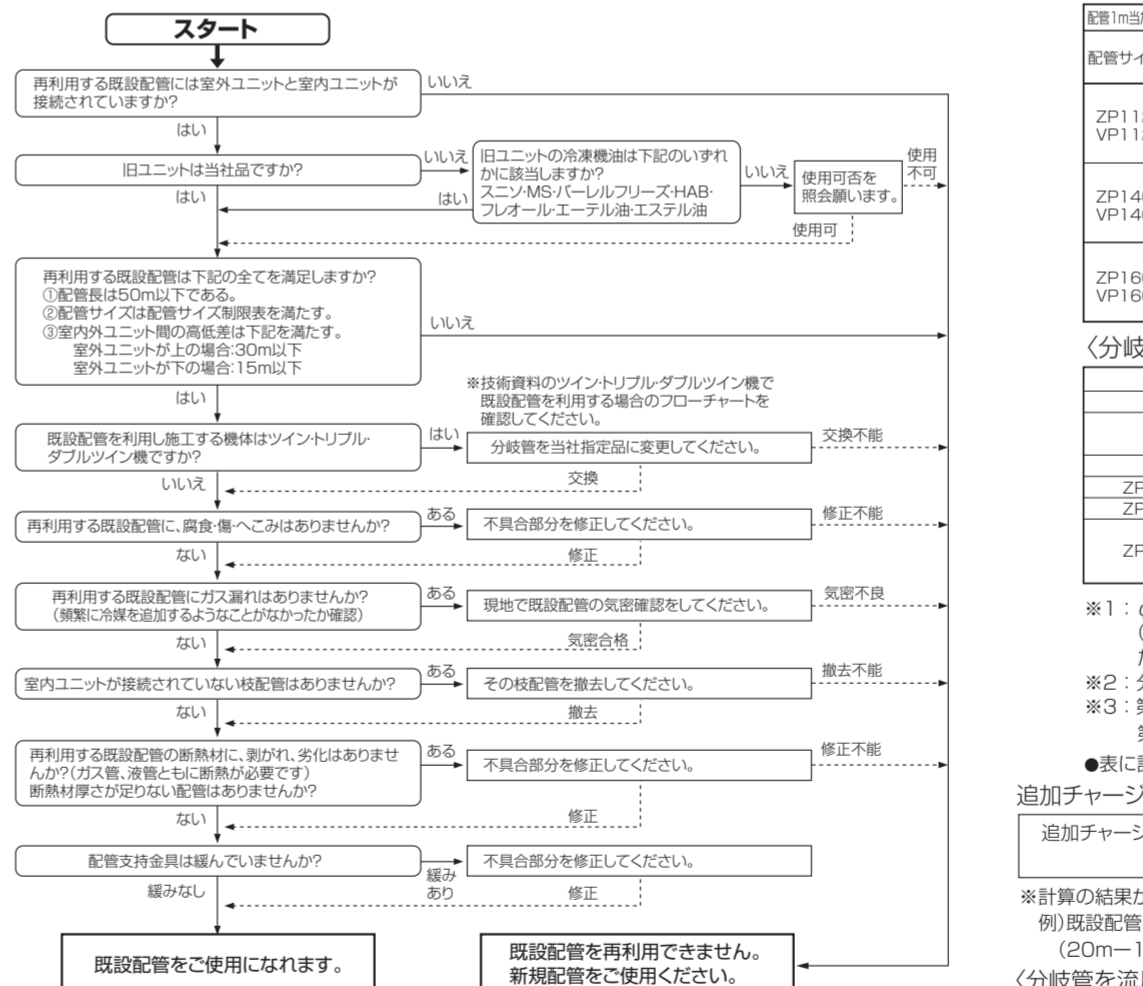 スタート
再利用する既設配管には室外ユニットと室内ユニットが
接続されていますか?
いいえ
はい
旧ユニットは当社品ですか?
いいえ
はい
旧ユニットの冷凍機油は下記のいずれ
かに該当しますか?
スニソ・MS・バーレルフリーズ・HAB・
フレオール・エーテル油・エステル油
はい
いいえ
使用可否を
照会願います。
使用
不可
使用可
再利用する既設配管は下記の全てを満足しますか?
①配管長は50m以下である。
②配管サイズは配管サイズ制限表を満たす。
③室内外ユニット間の高低差は下記を満たす。
室外ユニットが上の場合:30m以下
室外ユニットが下の場合:15m以下
いいえ
はい
※技術資料のツイン・トリプル・ダブルツイン機で
既設配管を利用する場合のフローチャートを
確認してください。
既設配管を利用し施工する機体はツイン・トリプル・
ダブルツイン機ですか?
はい
分岐管を当社指定品に変更してください。
交換不能
いいえ
交換
再利用する既設配管に、腐食・傷・へこみはありませんか?
ある
不具合部分を修正してください。
修正不能
ない
修正
再利用する既設配管にガス漏れはありませんか?
(頻繁に冷媒を追加するようなことがなかったか確認)
ある
現地で既設配管の気密確認をしてください。
気密不良
ない
気密合格
室内ユニットが接続されていない枝配管はありませんか?
ある
その枝配管を撤去してください。
撤去不能
ない
撤去
再利用する既設配管の断熱材に、剥がれ、劣化はありませ
んか?(ガス管、液管ともに断熱が必要です)
断熱材厚さが足りない配管はありませんか?
ある
不具合部分を修正してください。
修正不能
ない
修正
配管支持金具は緩んでいませんか?
緩み
あり
不具合部分を修正してください。
緩みなし
修正
既設配管をご使用になれます。
既設配管を再利用できません。
新規配管をご使用ください。
配管1m当
配管サイ
ZP11
VP11
ZP14
VP14
ZP16
VP16
〈分岐
ZP
ZP
ZP
※1:
※2:
※3:
●表に
追加チャージ
追加チャージ
※計算の結果が
例)既設配管
(20mー1
〈分岐管を流